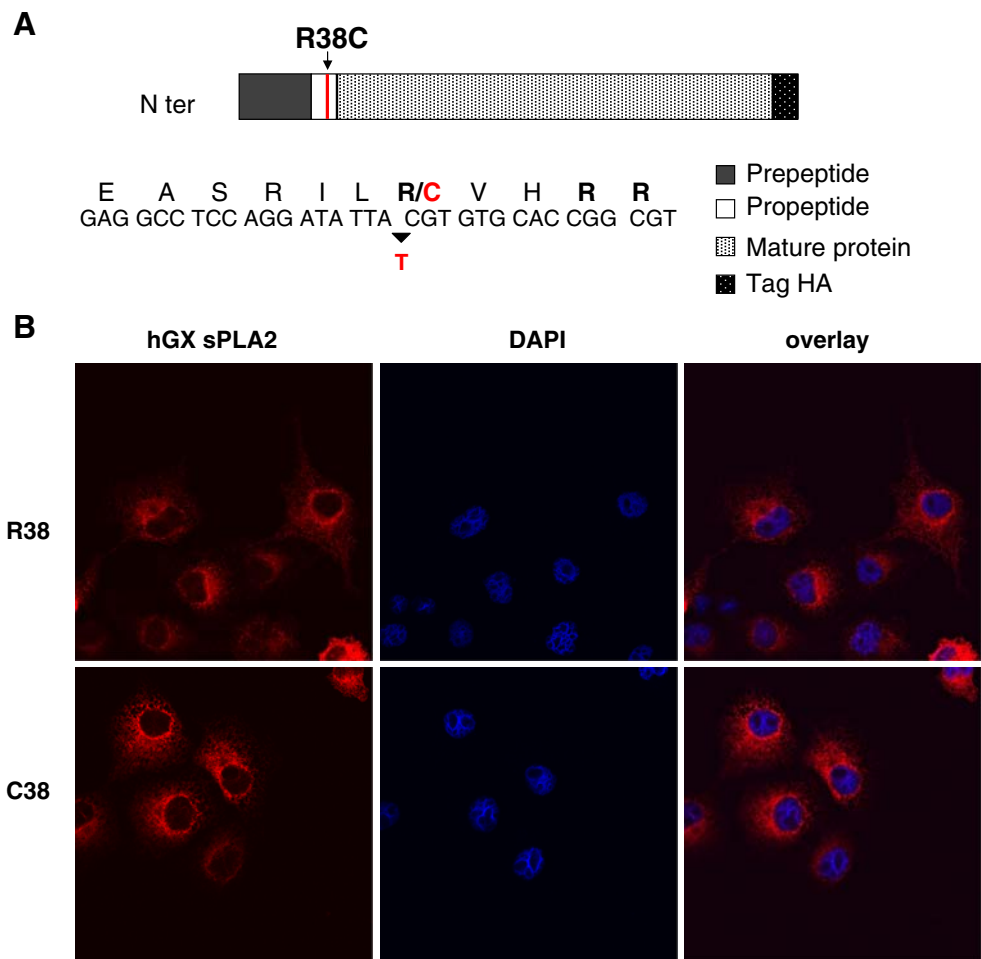 A
R38C
N ter
E A S R I L R/C V H R R
GAG GCC TCC AGG ATA TTA CGT GTG CAC CGG CGT
T
Prepeptide
Propeptide
Mature protein
Tag HA
B
hGX sPLA2 DAPI overlay
R38
C38